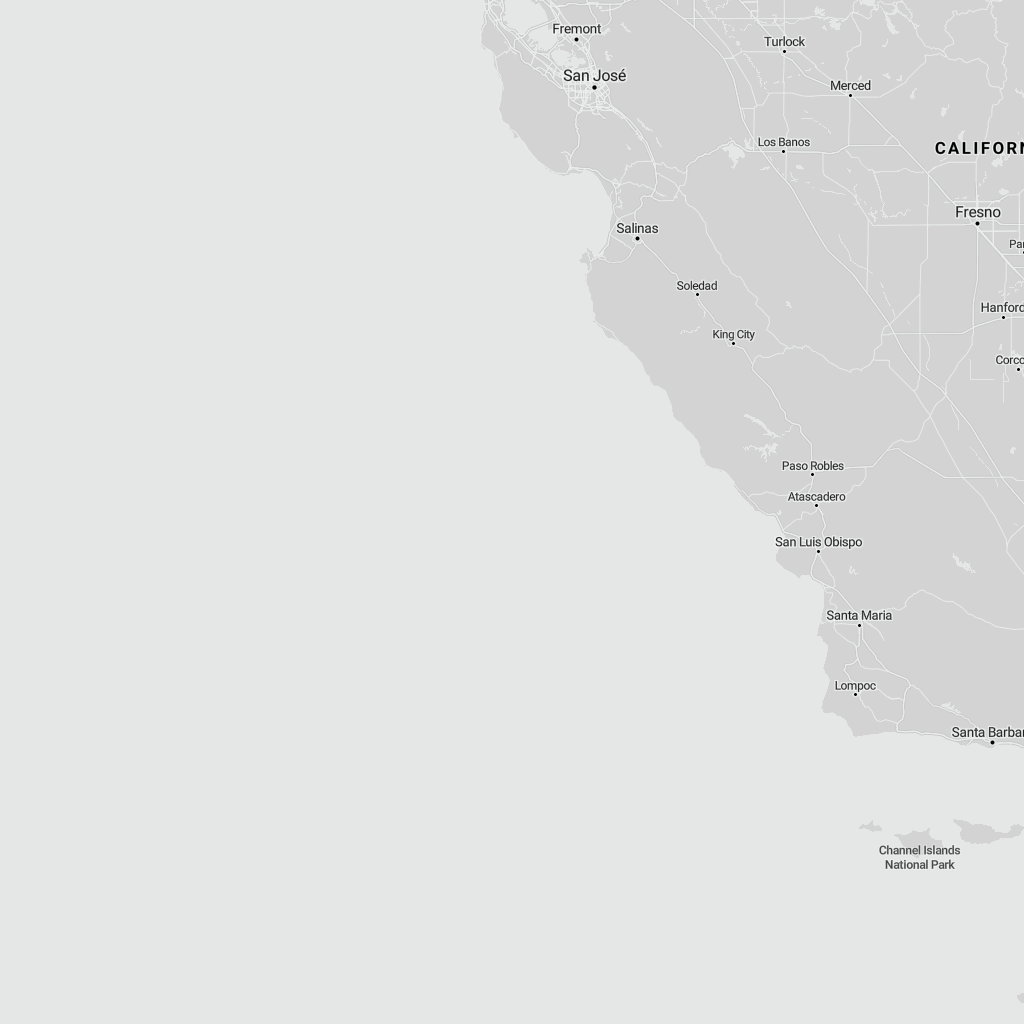 Fremont
Turlock
San José
Merced
Los Banos
CALIFORN
Fresno
Salinas
Par
Soledad
Hanford
King City
Corco
Paso Robles
Atascadero
San Luis Obispo
Santa Maria
Lompoc
Santa Barbar
Channel Islands
National Park